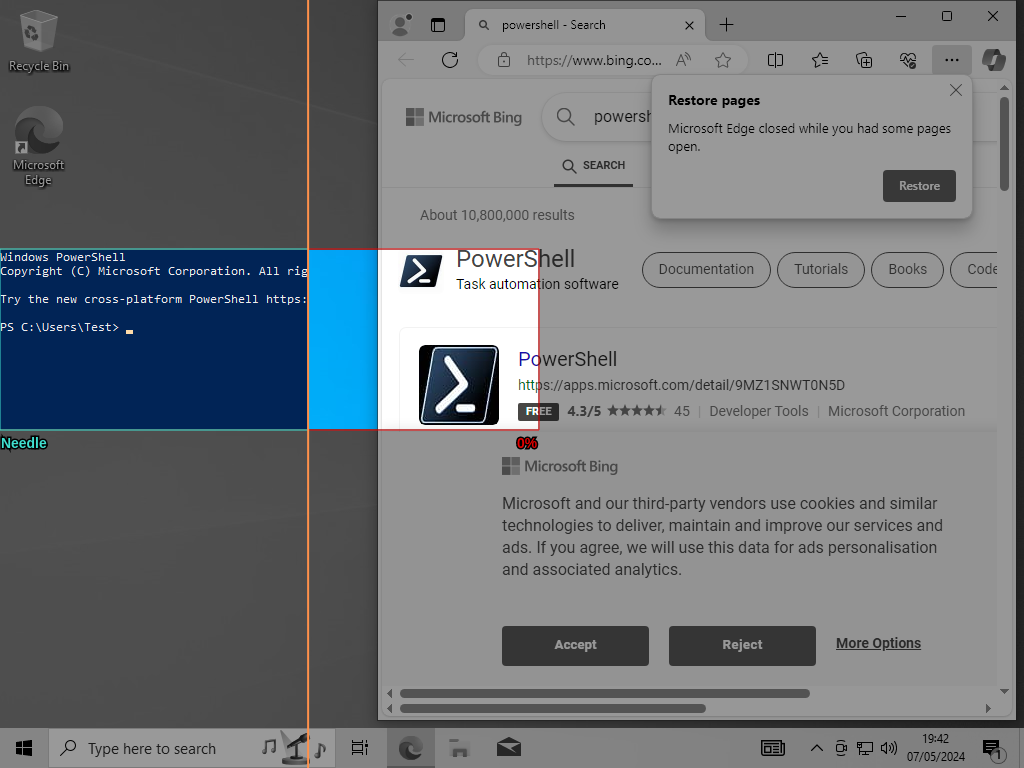 Recycle Bin
Microsoft
Edge
powershell - Search
https://www.bing.co...
Restore pages
Microsoft Edge closed while you had some pages
open.
Restore
Microsoft Bing
powersh
SEARCH
About 10,800,000 results
Windows PowerShell
Copyright (C) Microsoft Corporation. All rig
Try the new cross-platform PowerShell https:
PS C:\Users\Test>
Needle
0%
PowerShell
Task automation software
Documentation
Tutorials
Books
Code
PowerShell
https://apps.microsoft.com/detail/9MZ1SNWT0N5D
FREE 4.3/5 ★★★★★ 45 | Developer Tools | Microsoft Corporation
Microsoft Bing
Microsoft and our third-party vendors use cookies and similar
technologies to deliver, maintain and improve our services and
ads. If you agree, we will use this data for ads personalisation
and associated analytics.
Accept
Reject
More Options
Type here to search
19:42
07/05/2024
1